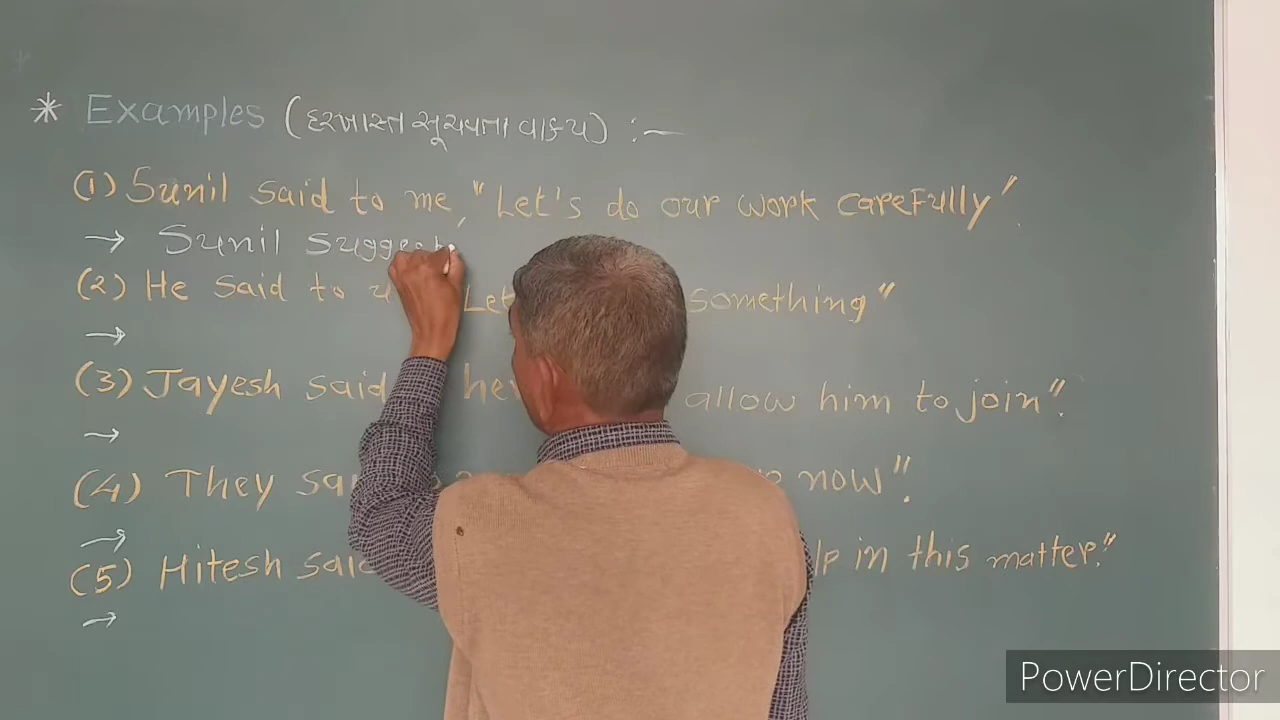 * Examples (દરખાસ્ત સૂચવતા વાક્ય) :—
(1) Sunil said to me, "Let's do our work carefully"
→ Sunil suggest
(2) He said to something"
→
(3) Jayesh said allow him to join".
→
(4) They now".
→
(5) Hitesh said in this matter."
→
PowerDirector